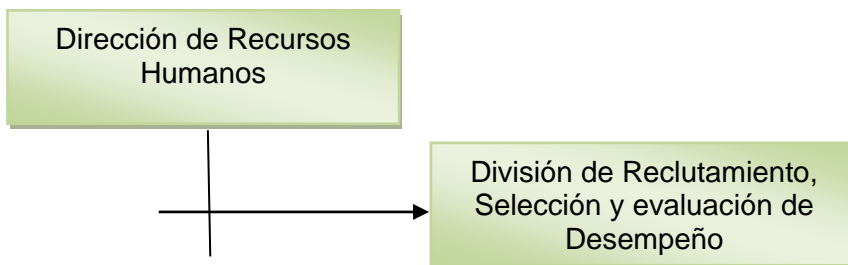 Dirección de Recursos
Humanos
División de Reclutamiento,
Selección y evaluación de
Desempeño